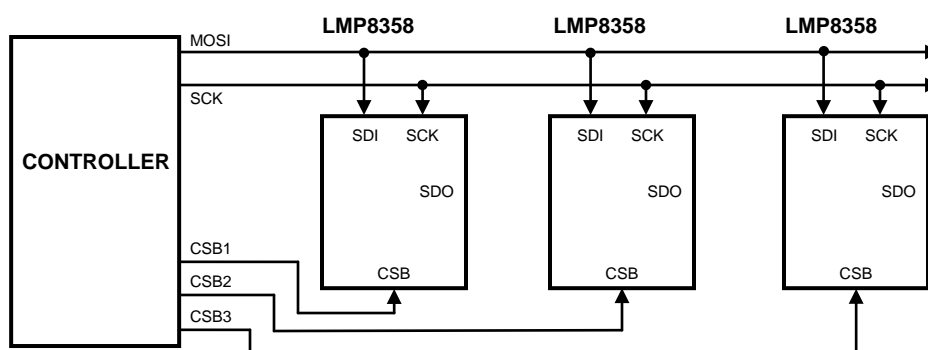 LMP8358 LMP8358 LMP8358
MOSI
SCK
SDI SCK SDI SCK SDI SCK
CONTROLLER
SDO SDO SDO
CSB1
CSB CSB CSB
CSB2
CSB3